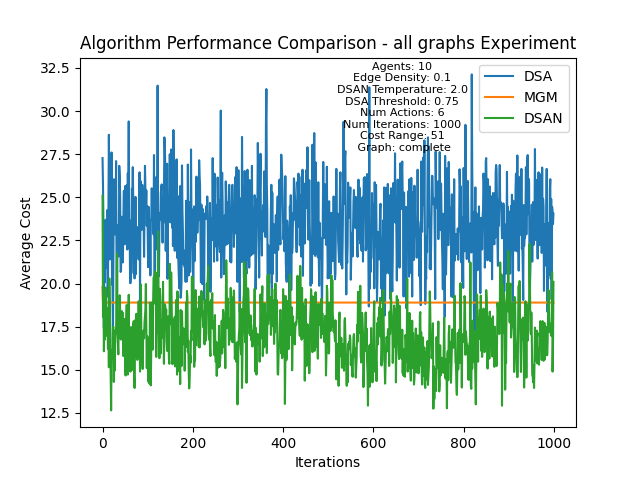 Algorithm Performance Comparison - all graphs Experiment
Agents: 10
Edge Density: 0.1
DSAN Temperature: 2.0
DSA Threshold: 0.75
Num Actions: 6
Num Iterations: 1000
Cost Range: 51
Graph: complete
DSA
MGM
DSAN
Average Cost
32.5
30.0
27.5
25.0
22.5
20.0
17.5
15.0
12.5
0 200 400 600 800 1000
Iterations